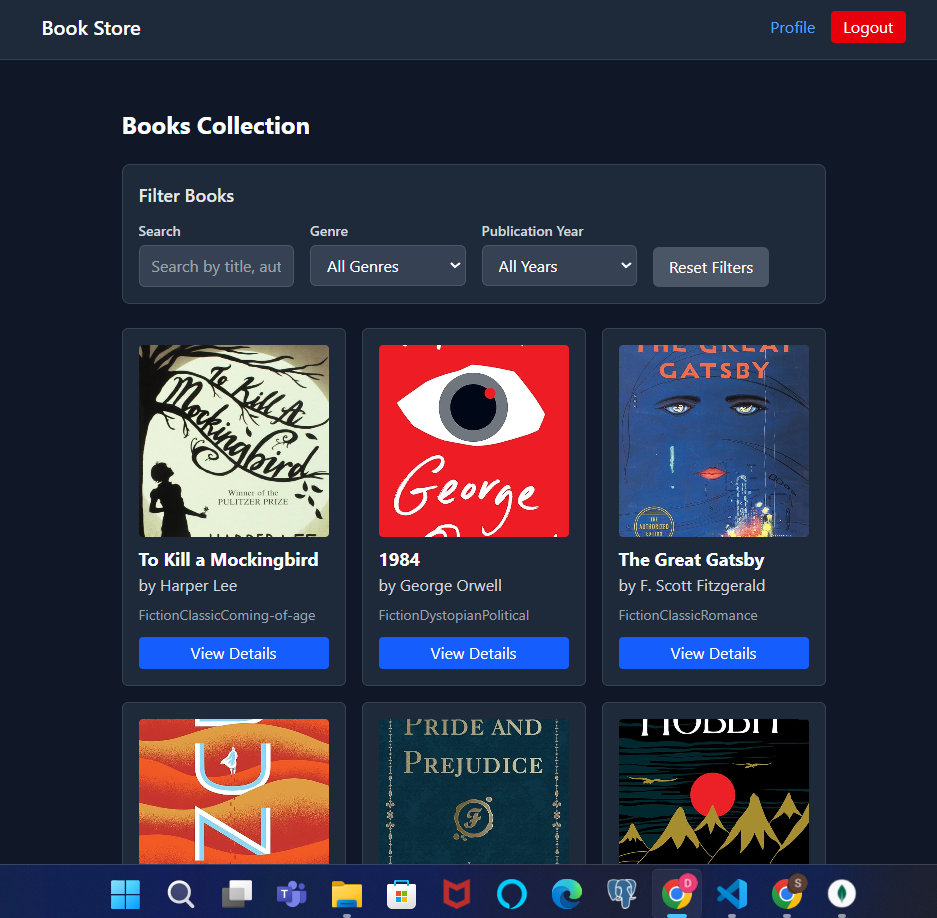 Book Store
Profile
Logout
Books Collection
Filter Books
Search
Genre
Publication Year
Search by title, aut
All Genres
All Years
Reset Filters
To Kill A
Mockingbird
Winner of the
PULITZER PRIZE
HARPER LEE
George
THE GREAT
GATSBY
THE
AUTHORIZED
EDITION
To Kill a Mockingbird
1984
The Great Gatsby
by Harper Lee
by George Orwell
by F. Scott Fitzgerald
FictionClassicComing-of-age
FictionDystopianPolitical
FictionClassicRomance
View Details
View Details
View Details
U
N
PRIDE AND
PREJUDICE
F
HOBBIT
T
D
S